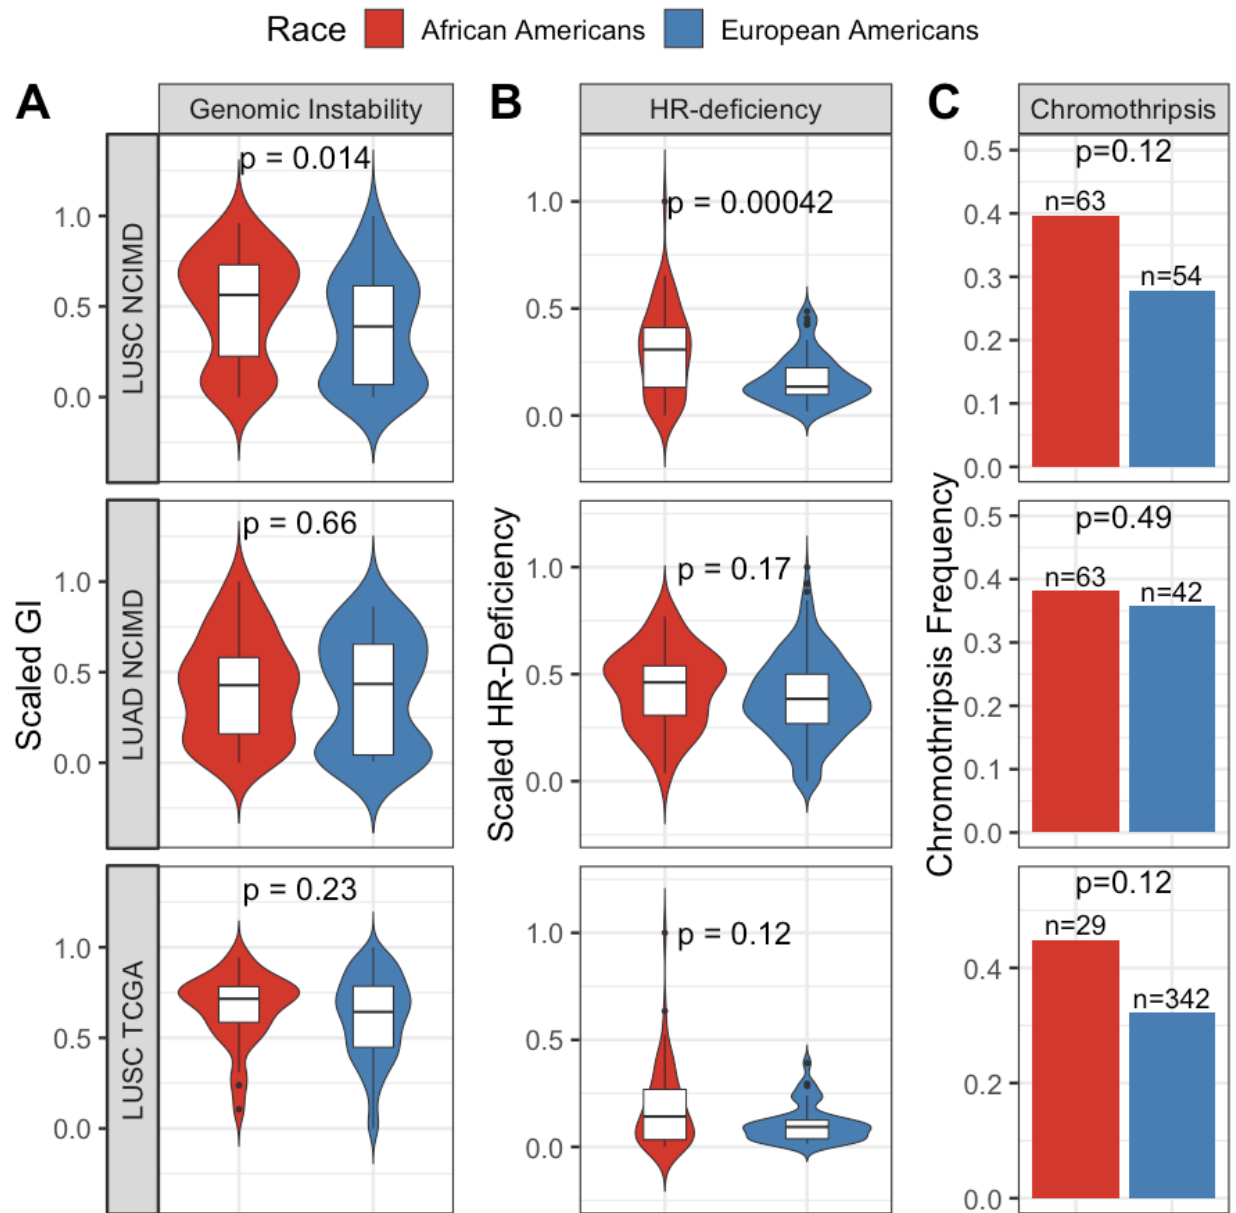 Race African Americans European Americans
A Genomic Instability B HR-deficiency C Chromothripsis
LUSC NCIMD
p = 0.014
1.0
0.5
0.0
p = 0.00042
1.0
0.5
0.0
p=0.12
n=63
n=54
0.5
0.4
0.3
0.2
0.1
0.0
Scaled GI
LUAD NCIMD
p = 0.66
1.0
0.5
0.0
Scaled HR-Deficiency
p = 0.17
1.0
0.5
0.0
Chromothripsis Frequency
p=0.49
n=63
n=42
0.5
0.4
0.3
0.2
0.1
0.0
LUSC TCGA
p = 0.23
1.0
0.5
0.0
p = 0.12
1.0
0.5
0.0
p=0.12
n=29
n=342
0.4
0.2
0.0